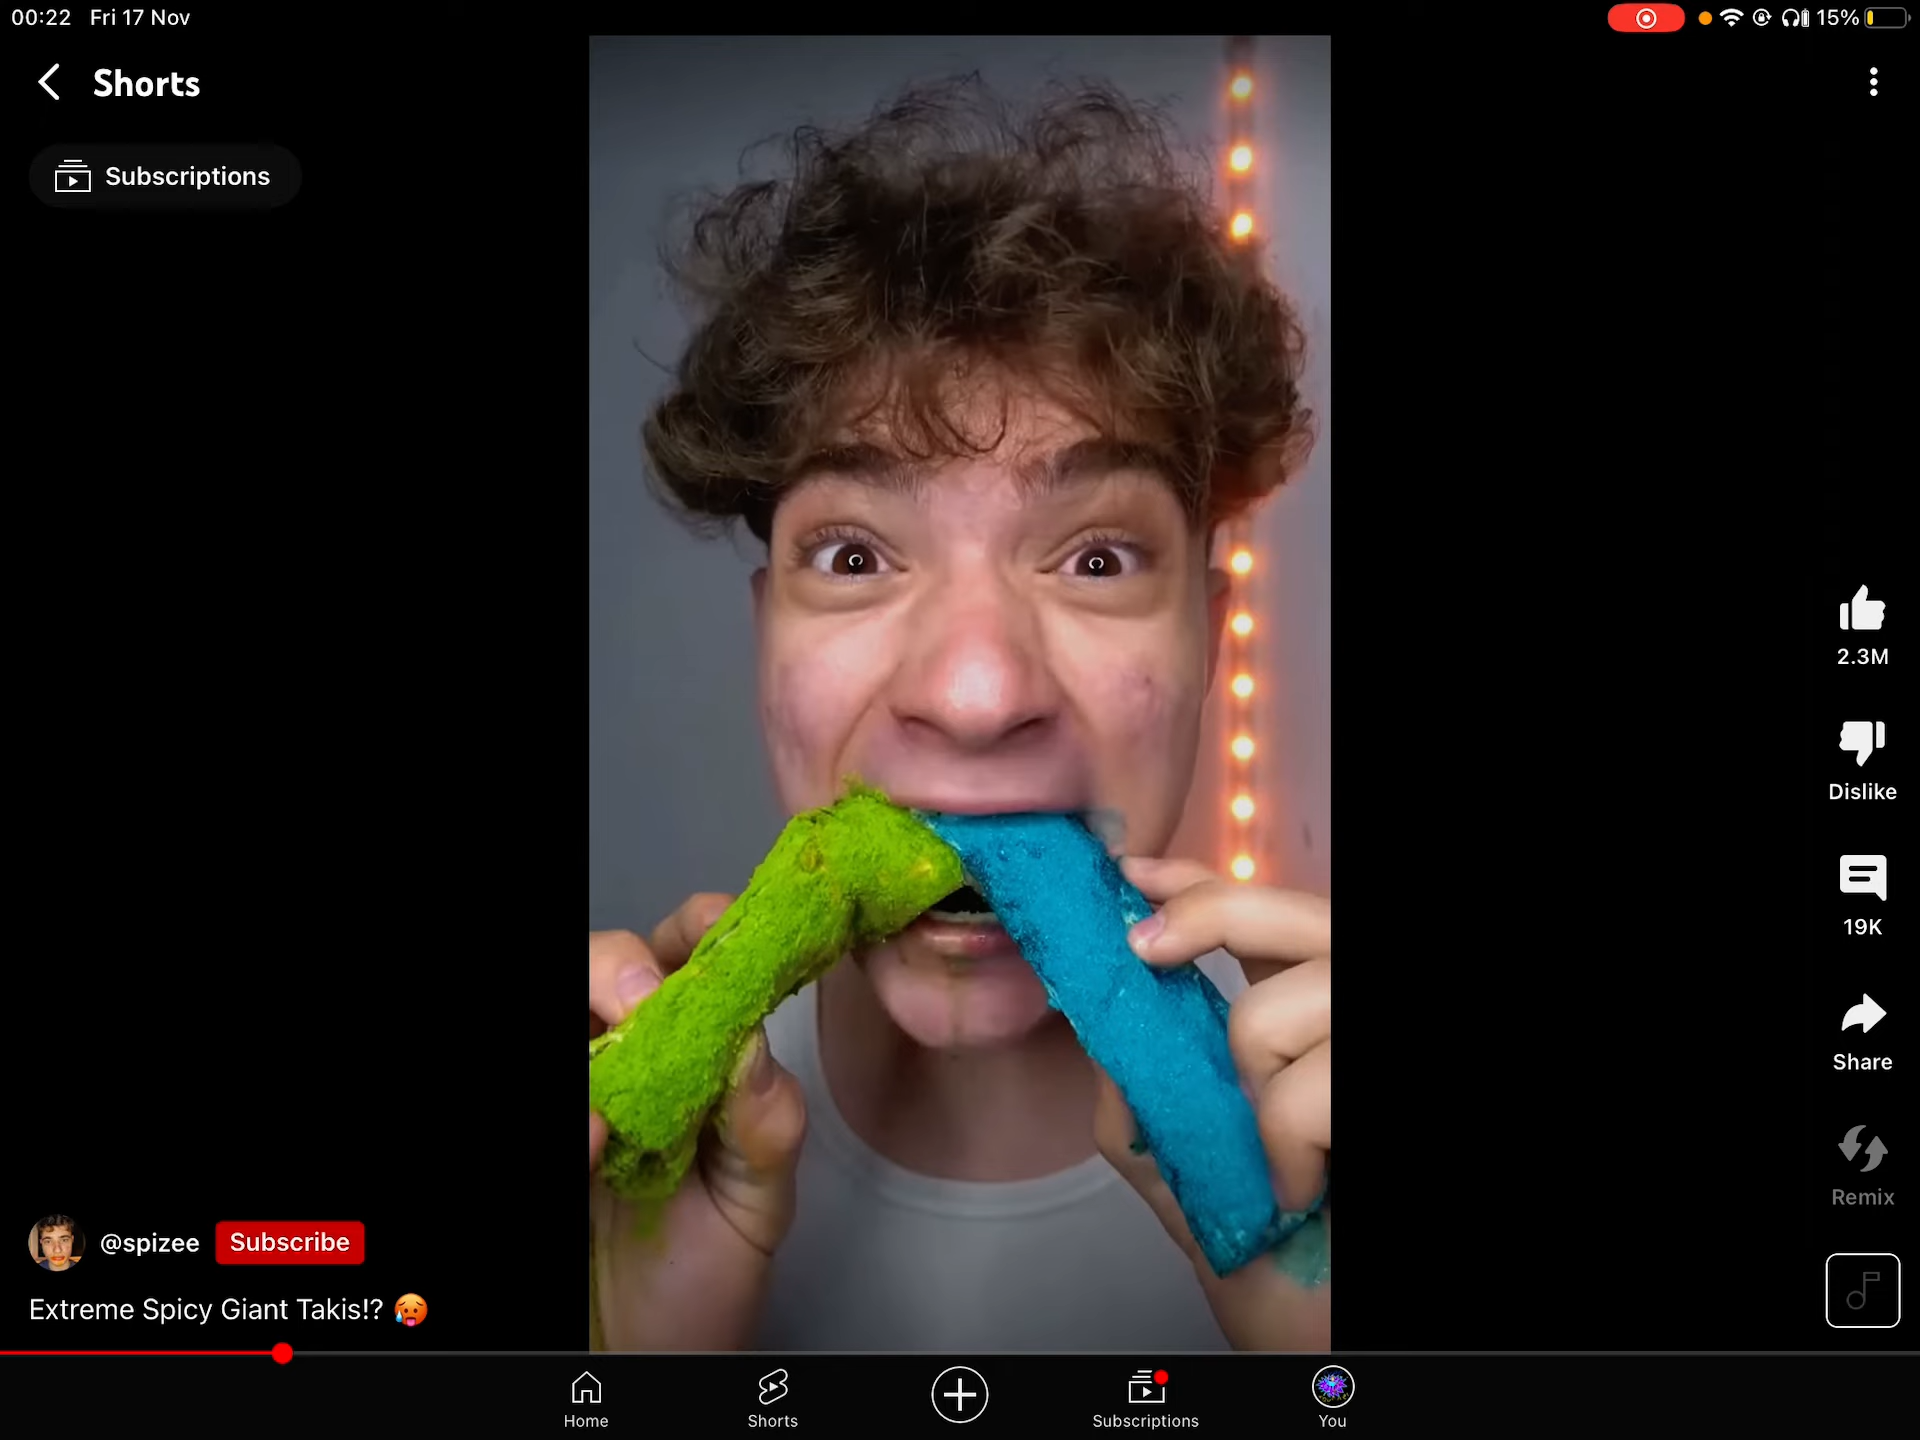 00:22 Fri 17 Nov
15%
Shorts
Subscriptions
2.3M
Dislike
19K
Share
Remix
@spizee Subscribe
Extreme Spicy Giant Takis!? 🥵
Home Shorts Subscriptions You